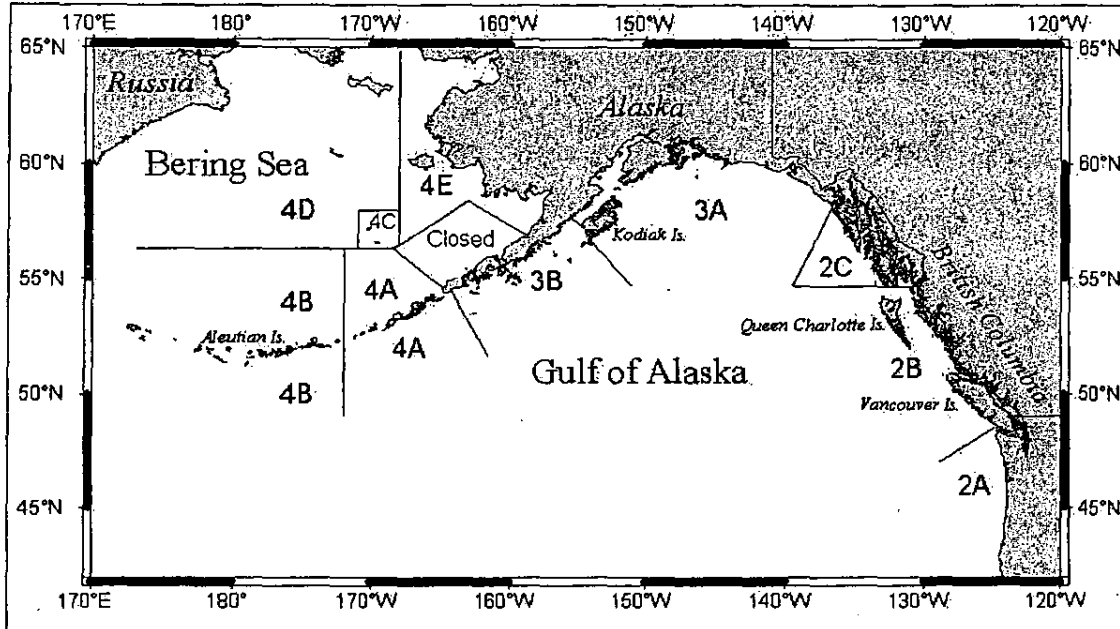 170°E 180°W 170°W 160°W 150°W 140°W 130°W 120°W
65°N 65°N
Russia
Alaska
Bering Sea
60°N 60°N
4E
4D
3A
4C
Closed
Kodiak Is.
British Columbia
2C
55°N 55°N
3B
4B
4A
Queen Charlotte Is.
Aleutian Is.
4A
2B
Gulf of Alaska
50°N 50°N
4B
Vancouver Is.
2A
45°N 45°N
170°E 180°W 170°W 160°W 150°W 140°W 130°W 120°W